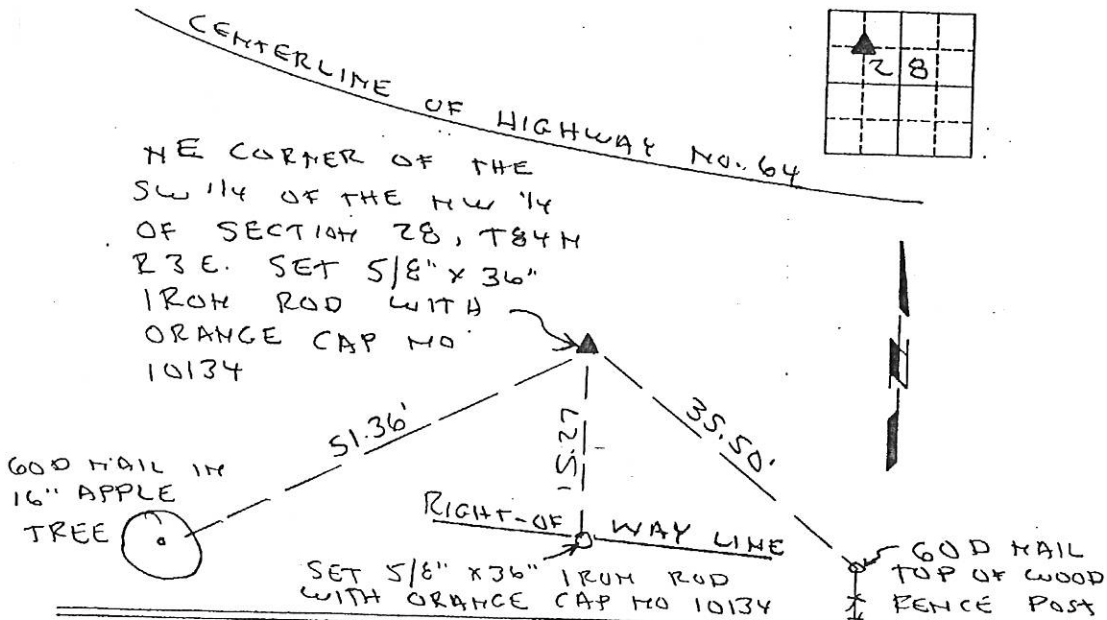 CENTERLINE OF HIGHWAY NO. 64
28
NE CORNER OF THE
SW 1/4 OF THE NW 1/4
OF SECTION 28, T84N
R3E. SET 5/8" X 36"
IRON ROD WITH
ORANGE CAP NO
10134
N
51.36'
15.27
35.50'
60D NAIL IN
16" APPLE
TREE
RIGHT-OF WAY LINE
SET 5/8" X 36" IRON ROD
WITH ORANGE CAP NO 10134
60D NAIL
TOP OF WOOD
FENCE POST